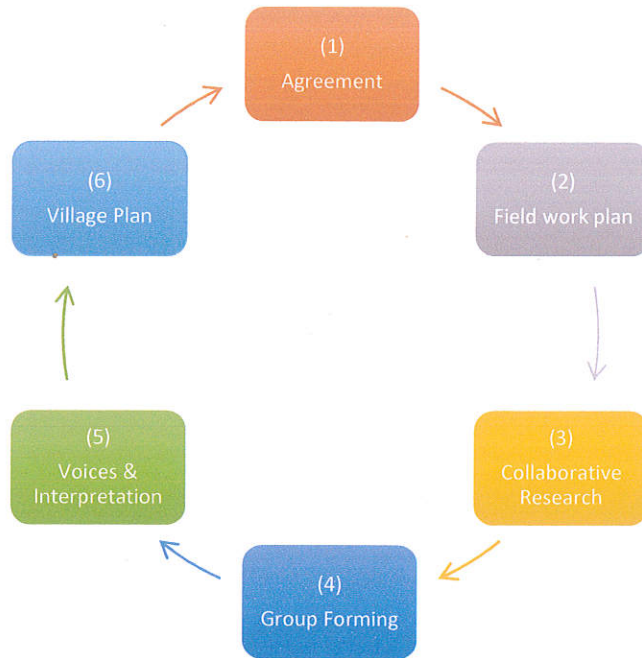 (1)
Agreement
(2)
Field work plan
(3)
Collaborative
Research
(4)
Group Forming
(5)
Voices &
Interpretation
(6)
Village Plan